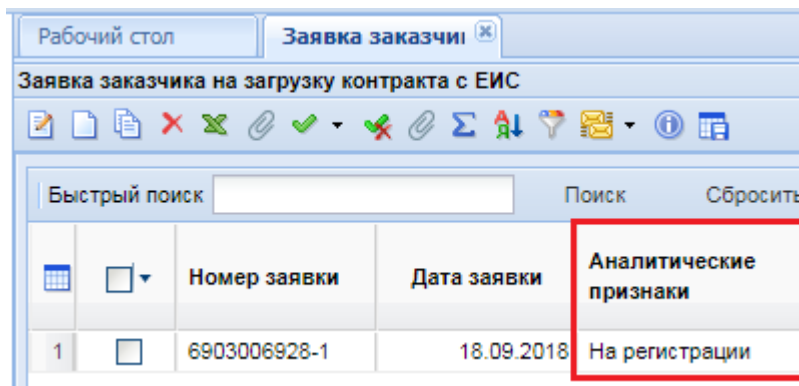 Рабочий стол Заявка заказчи
Заявка заказчика на загрузку контракта с ЕИС
Быстрый поиск Поиск Сбросить
Номер заявки Дата заявки Аналитические признаки
1 6903006928-1 18.09.2018 На регистрации